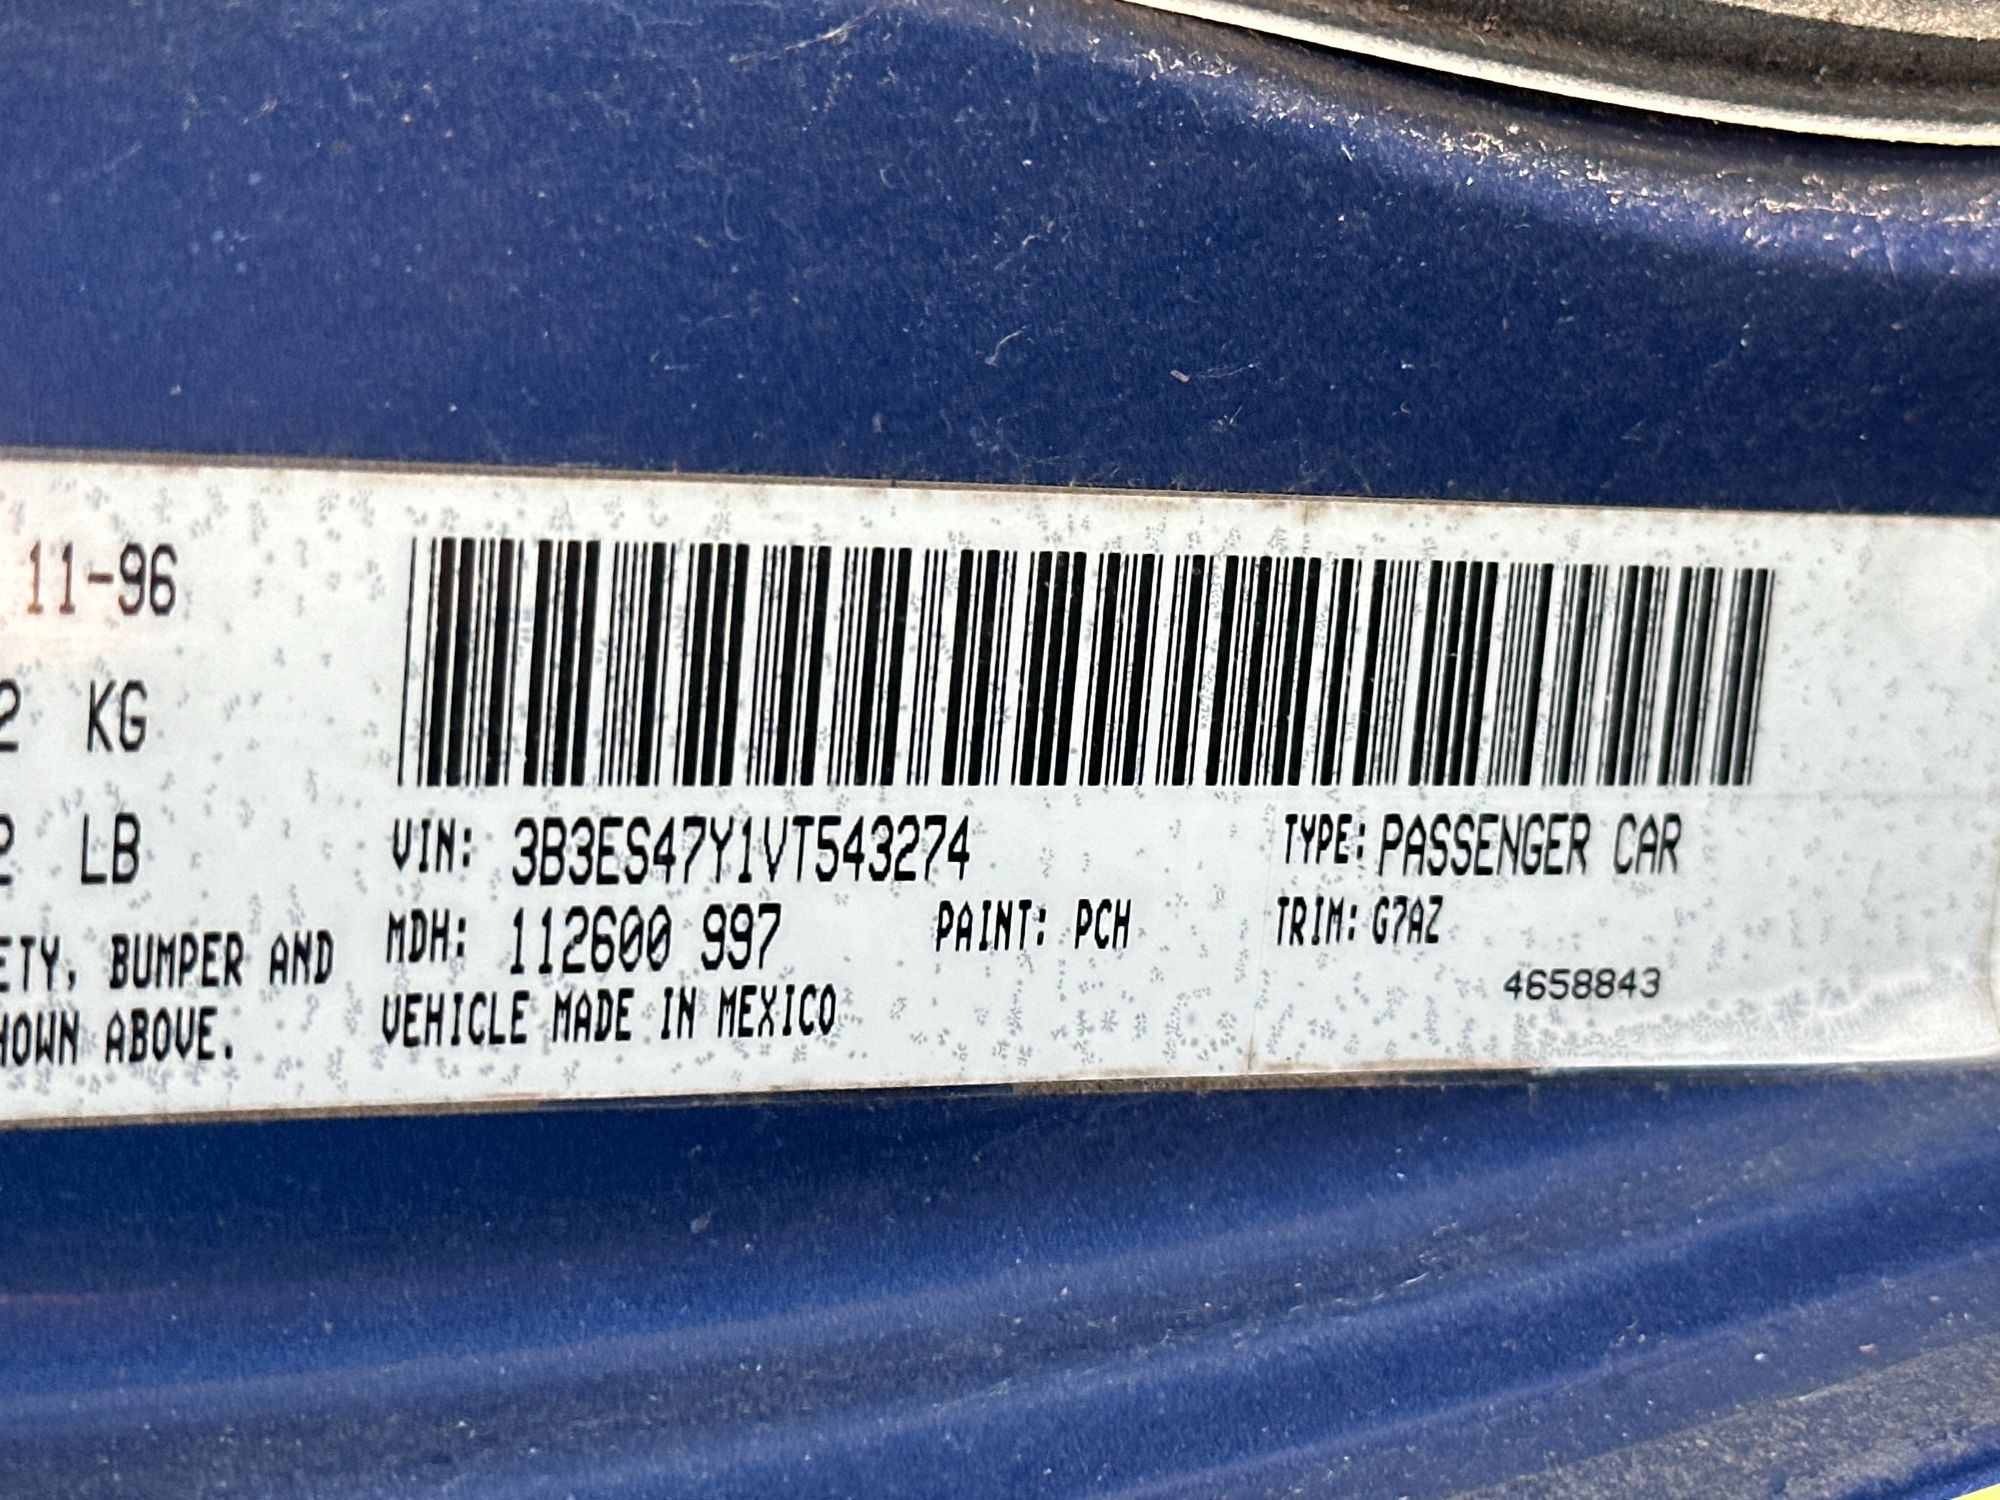 11-96
2 KG
2 LB
ETY, BUMPER AND
HOWN ABOVE.
VIN: 3B3ES47Y1VT543274
TYPE: PASSENGER CAR
MDH: 112600 997
PAINT: PCH
TRIM: G7AZ
VEHICLE MADE IN MEXICO
4658843